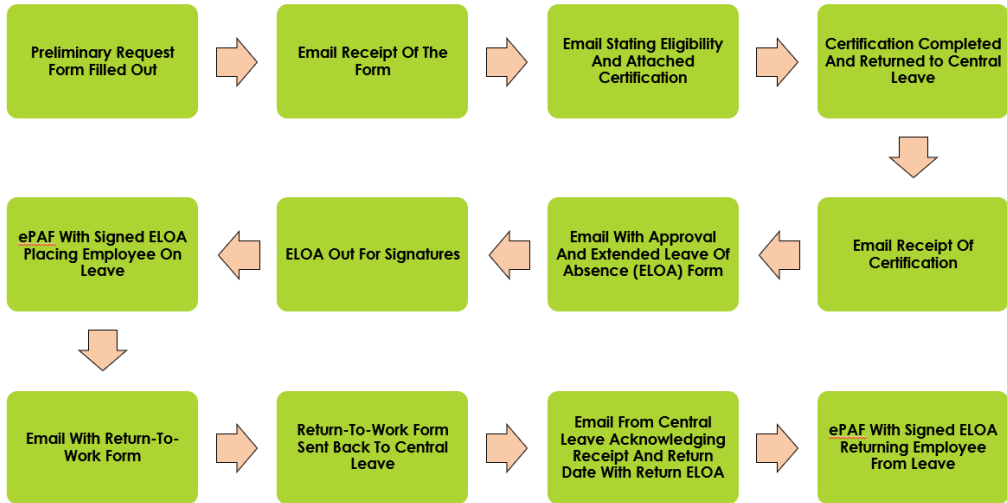 Preliminary Request
Form Filled Out
Email Receipt Of The
Form
Email Stating Eligibility
And Attached
Certification
Certification Completed
And Returned to Central
Leave
Email Receipt Of
Certification
Email With Approval
And Extended Leave Of
Absence (ELOA) Form
ELOA Out For Signatures
ePAF With Signed ELOA
Placing Employee On
Leave
Email With Return-To-
Work Form
Return-To-Work Form
Sent Back To Central
Leave
Email From Central
Leave Acknowledging
Receipt And Return
Date With Return ELOA
ePAF With Signed ELOA
Returning Employee
From Leave